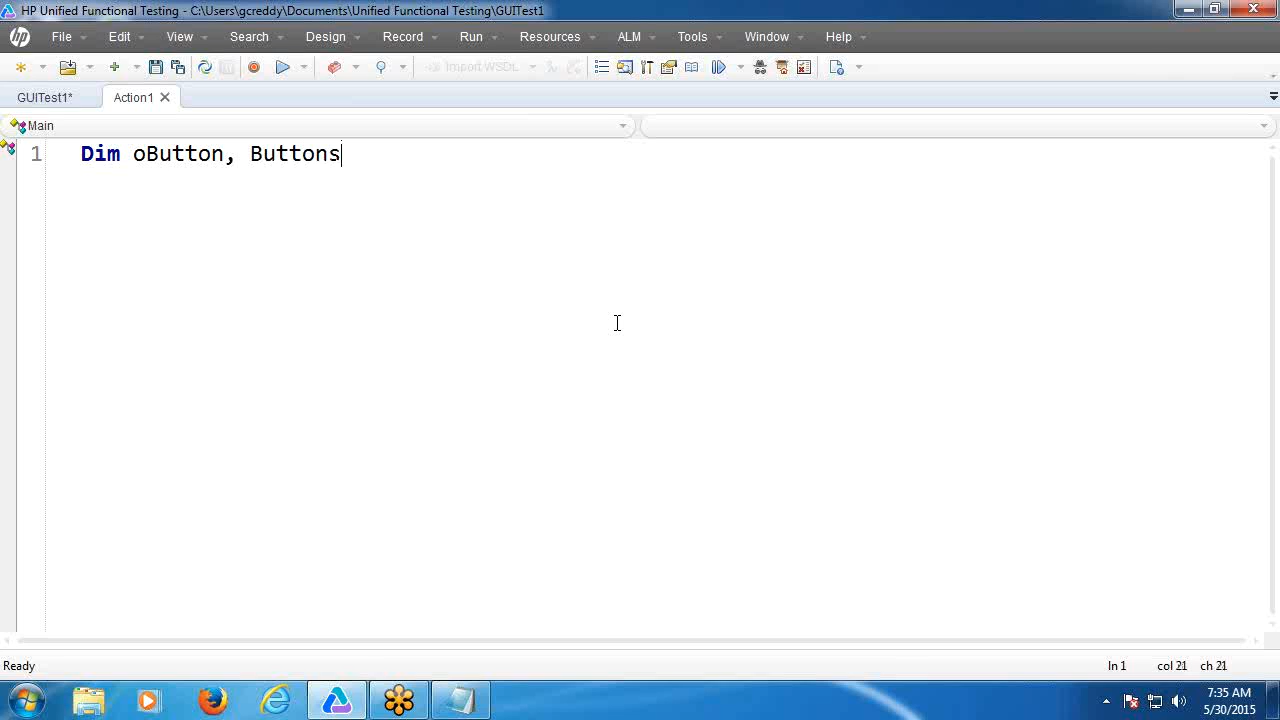 HP Unified Functional Testing - C:\Users\gcreddy\Documents\Unified Functional Testing\GUITest1
hp File Edit View Search Design Record Run Resources ALM Tools Window Help
Import WSDL
GUITest1* Action1
Main
1 Dim oButton, Buttons
Ready ln 1 col 21 ch 21
7:35 AM
5/30/2015